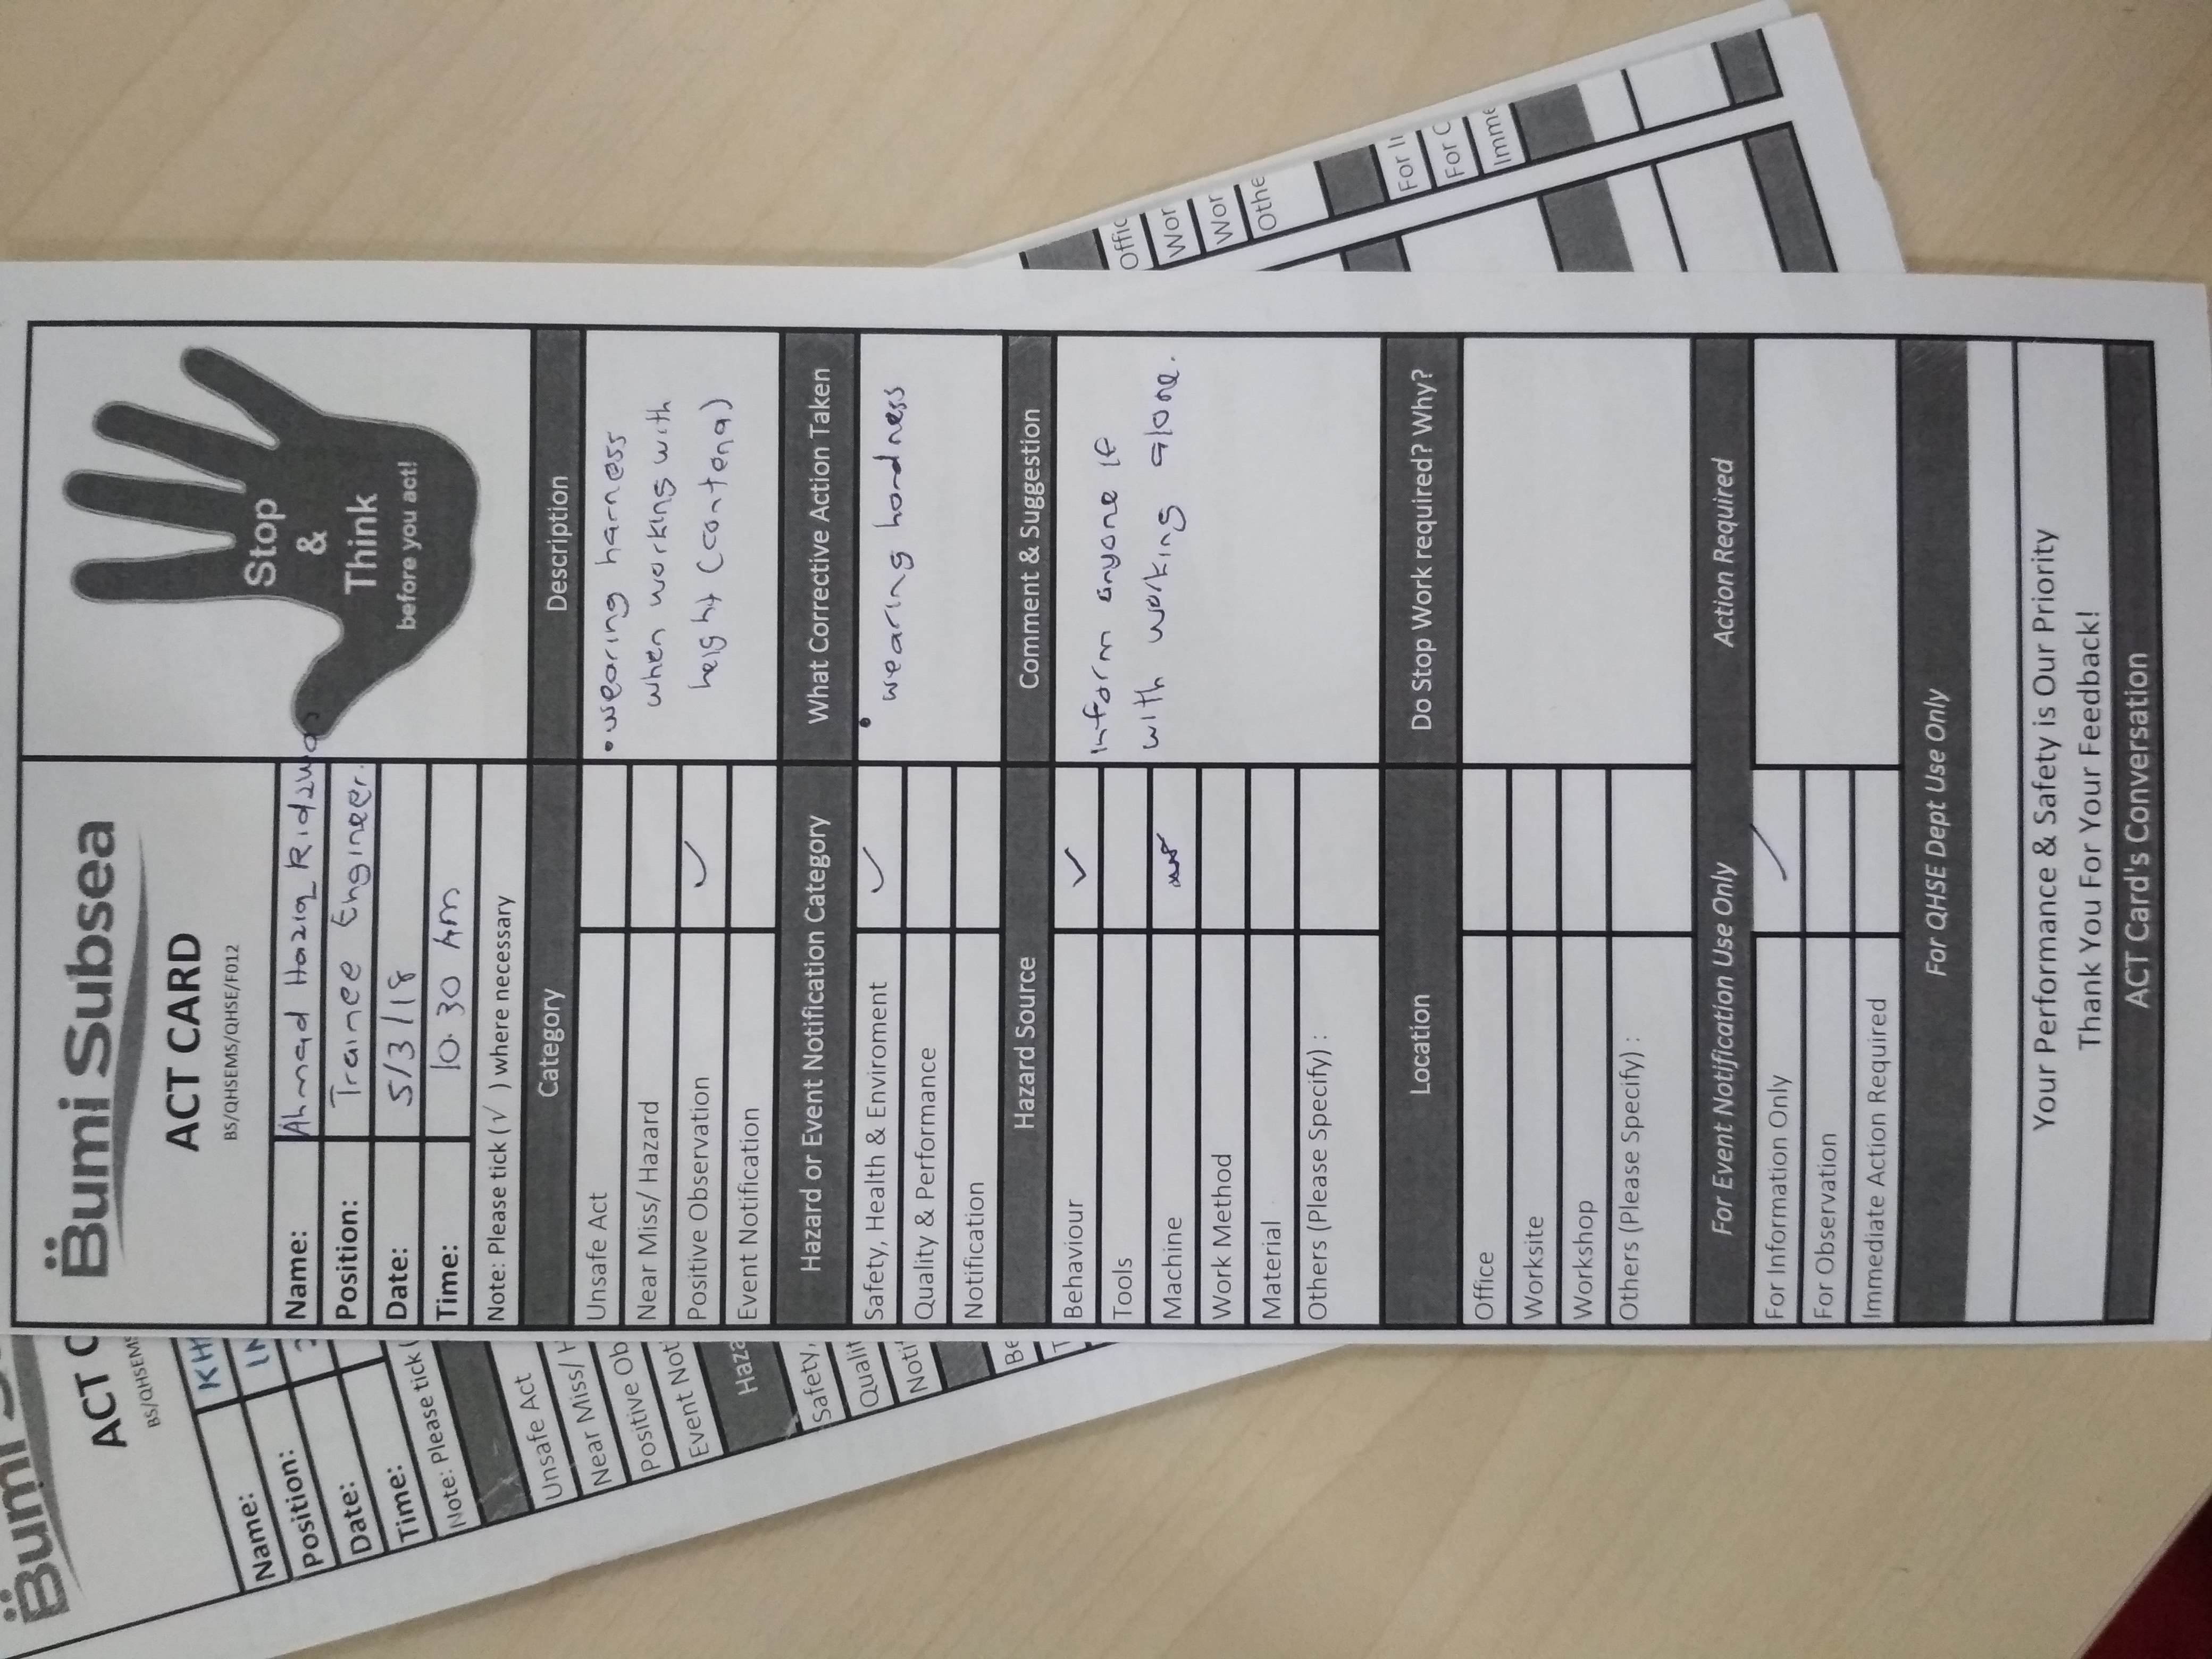 Bumi Subsea
ACT CARD
BS/QHSEMS/QHSE/F012
Stop
&
Think
before you act!
Name: Ahmad Haziq Ridzwan
Position: Trainee Engineer.
Date: 5/3/18
Time: 10.30 Am
Note: Please tick ( √ ) where necessary
Category Description
Unsafe Act
Near Miss/ Hazard
Positive Observation ✓
Event Notification
• wearing harness
when working with
height (contena)
Hazard or Event Notification Category What Corrective Action Taken
Safety, Health & Enviroment ✓
Quality & Performance
Notification
• wearing hordness
Hazard Source Comment & Suggestion
Behaviour ✓
Tools
Machine
Work Method
Material
Others (Please Specify) :
Inform anyone if
with working alone.
Location Do Stop Work required? Why?
Office
Worksite
Workshop
Others (Please Specify) :
For Event Notification Use Only Action Required
For Information Only
For Observation
Immediate Action Required
For QHSE Dept Use Only
Your Performance & Safety is Our Priority
Thank You For Your Feedback!
ACT Card's Conversation
Bumi S
ACT C
BS/QHSEMS
Name: KH
Position: IN
Date:
Time:
Note: Please tick (
Unsafe Act
Near Miss/ H
Positive Ob
Event Not
Haza
Safety,
Qualit
Noti
Be
T
Offic
Wor
Wor
Othe
For I
For O
Imme